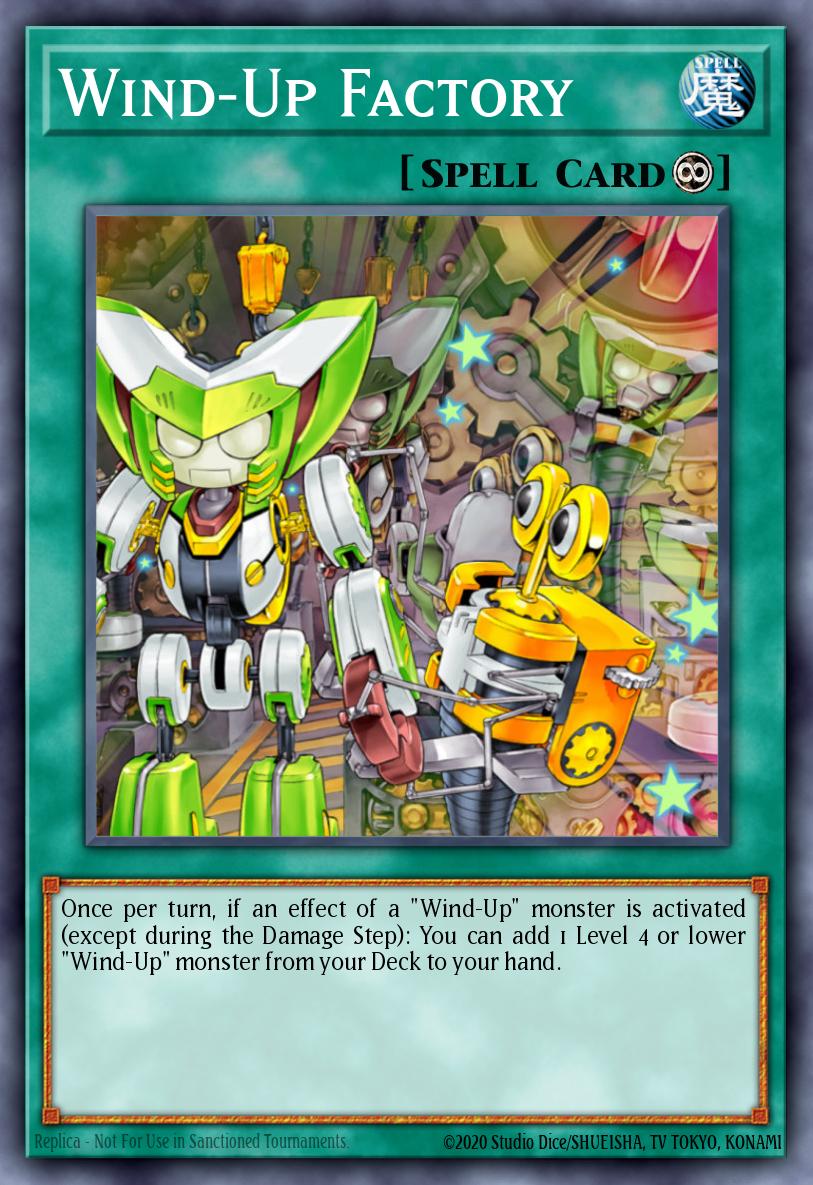 Wind-Up Factory
SPELL
魔
[Spell Card]
Once per turn, if an effect of a "Wind-Up" monster is activated
(except during the Damage Step): You can add 1 Level 4 or lower
"Wind-Up" monster from your Deck to your hand.
Replica - Not For Use in Sanctioned Tournaments.
©2020 Studio Dice/SHUEISHA, TV TOKYO, KONAMI